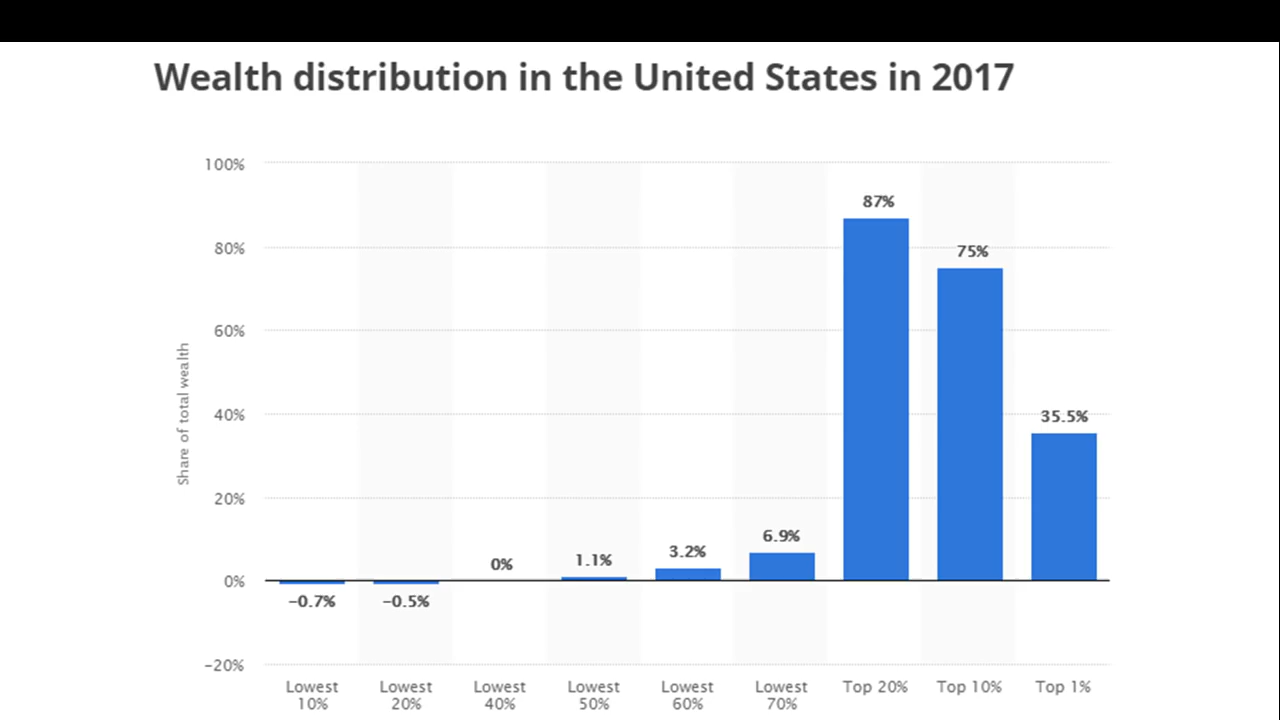 Wealth distribution in the United States in 2017
100%
80%
60%
40%
20%
0%
−20%
Share of total wealth
−0.7%
−0.5%
0%
1.1%
3.2%
6.9%
87%
75%
35.5%
Lowest
10%
Lowest
20%
Lowest
40%
Lowest
50%
Lowest
60%
Lowest
70%
Top 20%
Top 10%
Top 1%